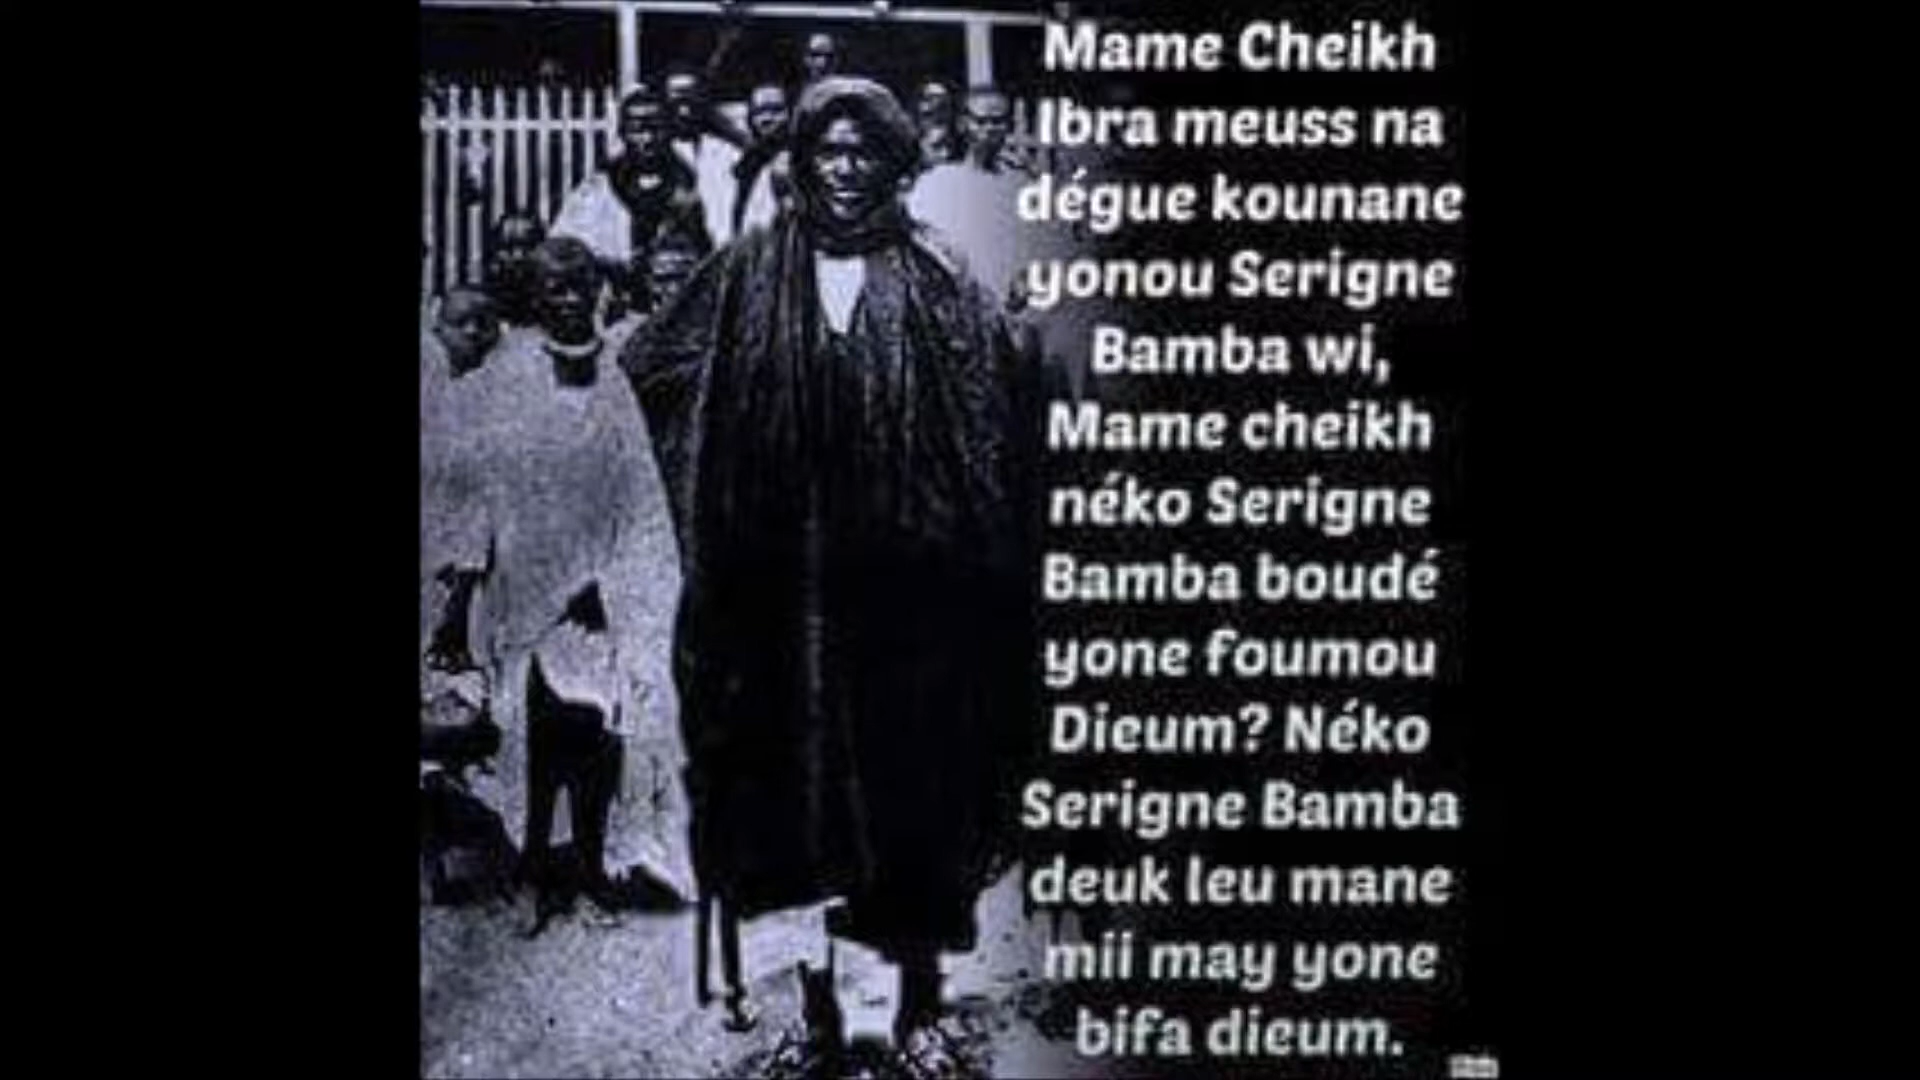 Mame Cheikh
Ibra meuss na
dégue kounane
yonou Serigne
Bamba wi,
Mame cheikh
néko Serigne
Bamba boudé
yone foumou
Dieum? Néko
Serigne Bamba
deuk leu mane
mii may yone
bifa dieum.